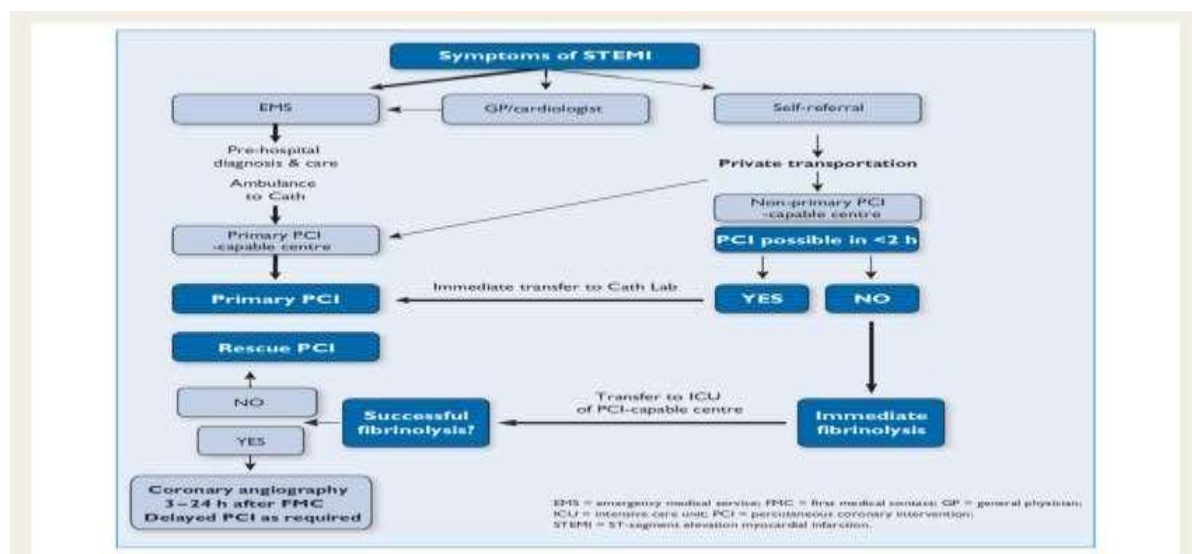 Symptoms of STEMI
EMS
GP/cardiologist
Self-referral
Pre-hospital
diagnosis & care
Private transportation
Ambulance
to Cath
Non-primary PCI
-capable centre
Primary PCI
-capable centre
PCI possible in <2 h
Immediate transfer to Cath Lab
Primary PCI
YES
NO
Rescue PCI
NO
Transfer to ICU
of PCI-capable centre
Successful
fibrinolysis?
Immediate
fibrinolysis
YES
Coronary angiography
3–24 h after FMC
Delayed PCI as required
EMS = emergency medical service; FMC = first medical contact; GP = general physician;
ICU = intensive care unit; PCI = percutaneous coronary intervention;
STEMI = ST-segment elevation myocardial infarction.